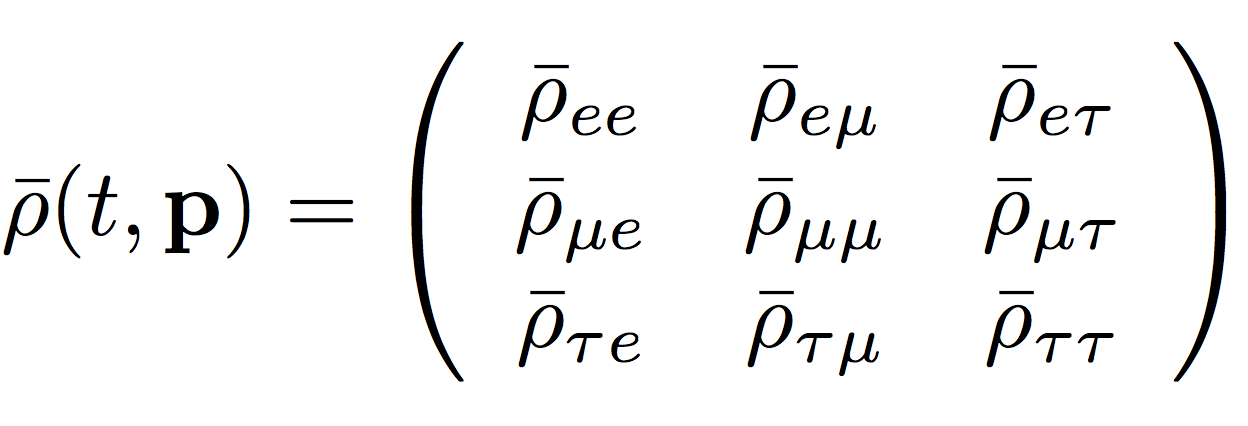 ρ̄_{ee} ρ̄_{eμ} ρ̄_{eτ}
ρ̄(t, 𝐩) = ( ρ̄_{μe} ρ̄_{μμ} ρ̄_{μτ} )
ρ̄_{τe} ρ̄_{τμ} ρ̄_{ττ}